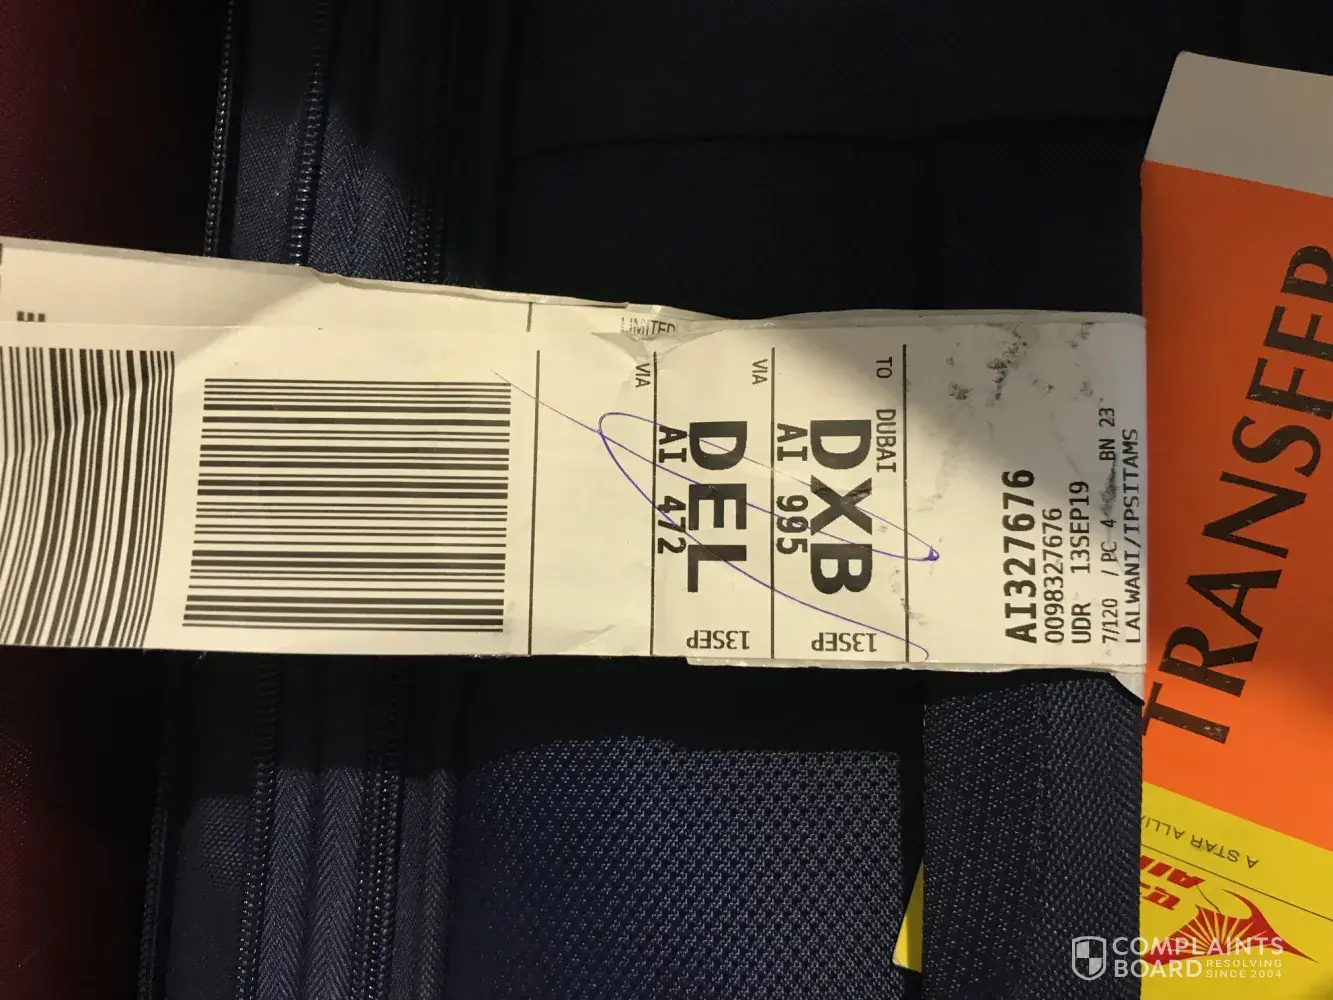 LIMITED
VIA
DEL
AI 472
13SEP
VIA
DXB
AI 995
13SEP
TO DUBAI
AI327676
0098327676
UDR 13SEP19
7/120 / PC 4 BN 23
LALWANI/IPSITAMS
TRANSFER
A STAR ALLI
COMPLAINTS
BOARD RESOLVING
SINCE 2004